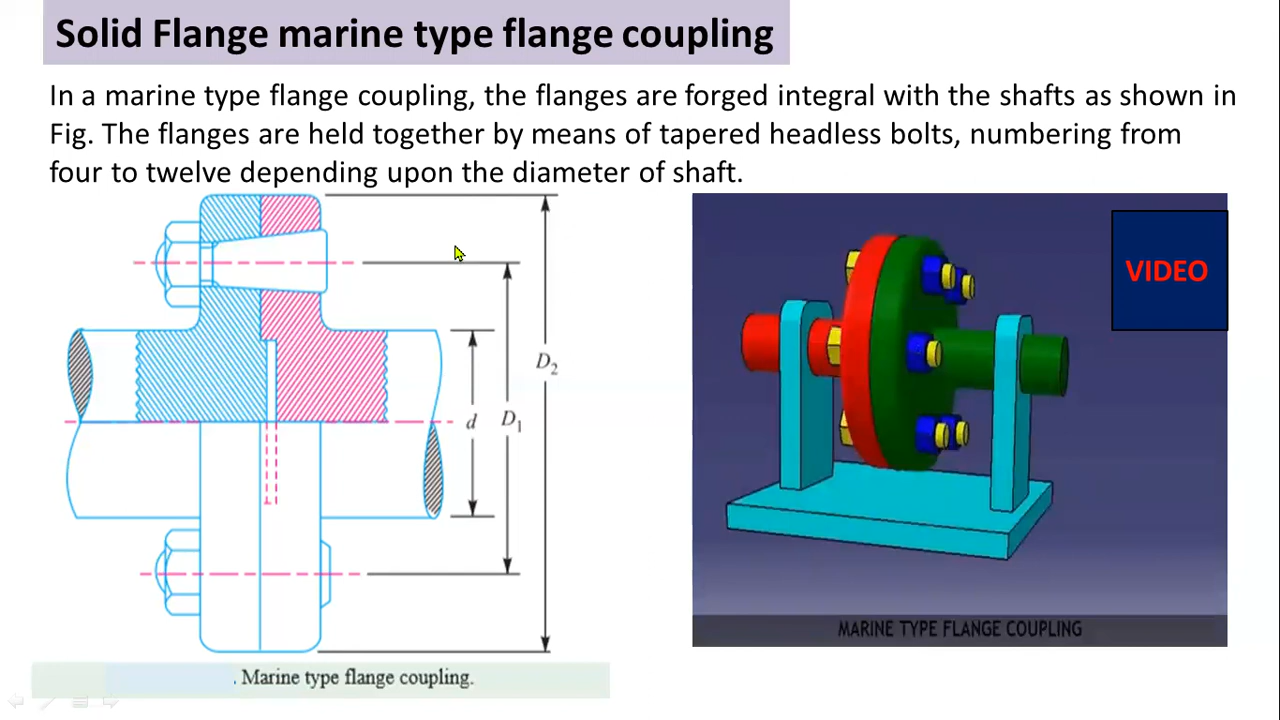 Solid Flange marine type flange coupling
In a marine type flange coupling, the flanges are forged integral with the shafts as shown in
Fig. The flanges are held together by means of tapered headless bolts, numbering from
four to twelve depending upon the diameter of shaft.
D2
d
D1
VIDEO
MARINE TYPE FLANGE COUPLING
. Marine type flange coupling.